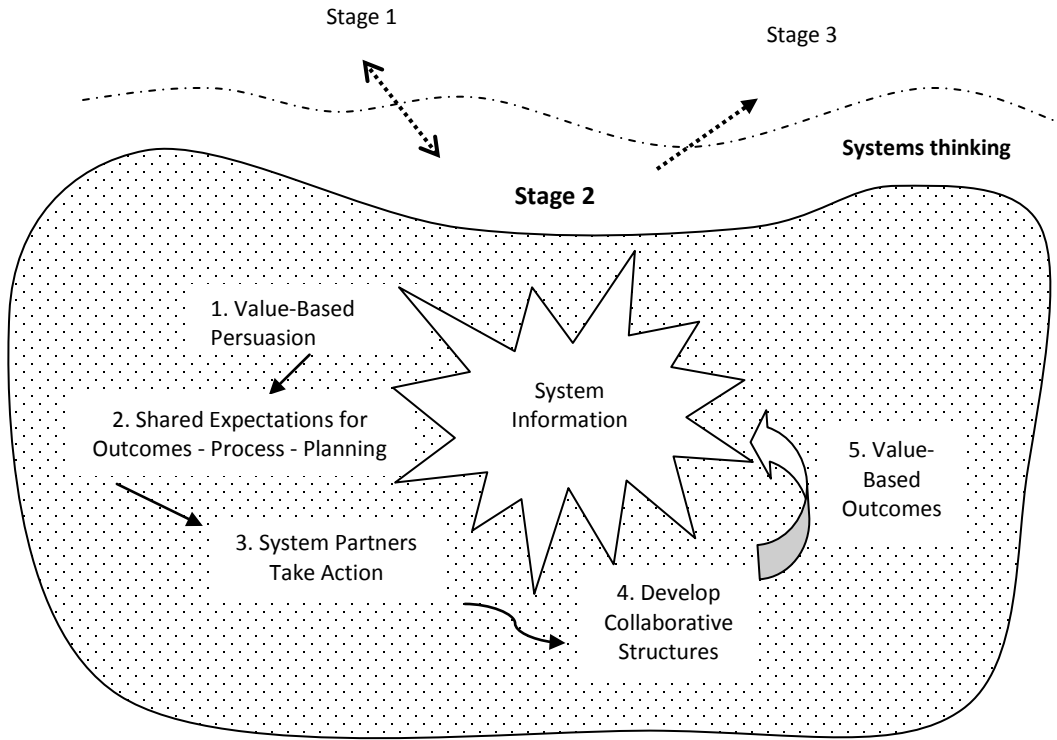 Stage 1
Stage 3
Systems thinking
Stage 2
1. Value-Based
Persuasion
System
Information
2. Shared Expectations for
Outcomes - Process - Planning
5. Value-
Based
Outcomes
3. System Partners
Take Action
4. Develop
Collaborative
Structures